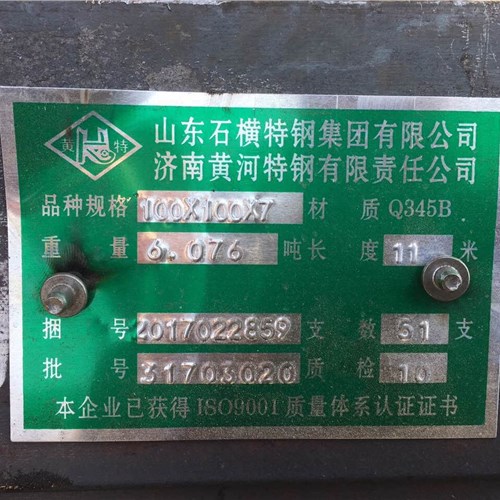 黄 特
山东石横特钢集团有限公司
济南黄河特钢有限责任公司
品种规格 100X100X7 材 质 Q345B
重 量 6.076 吨 长 度 11 米
捆 号 2017022859 支 数 51 支
批 号 31703020 质 检 10
本企业已获得ISO9001质量体系认证证书